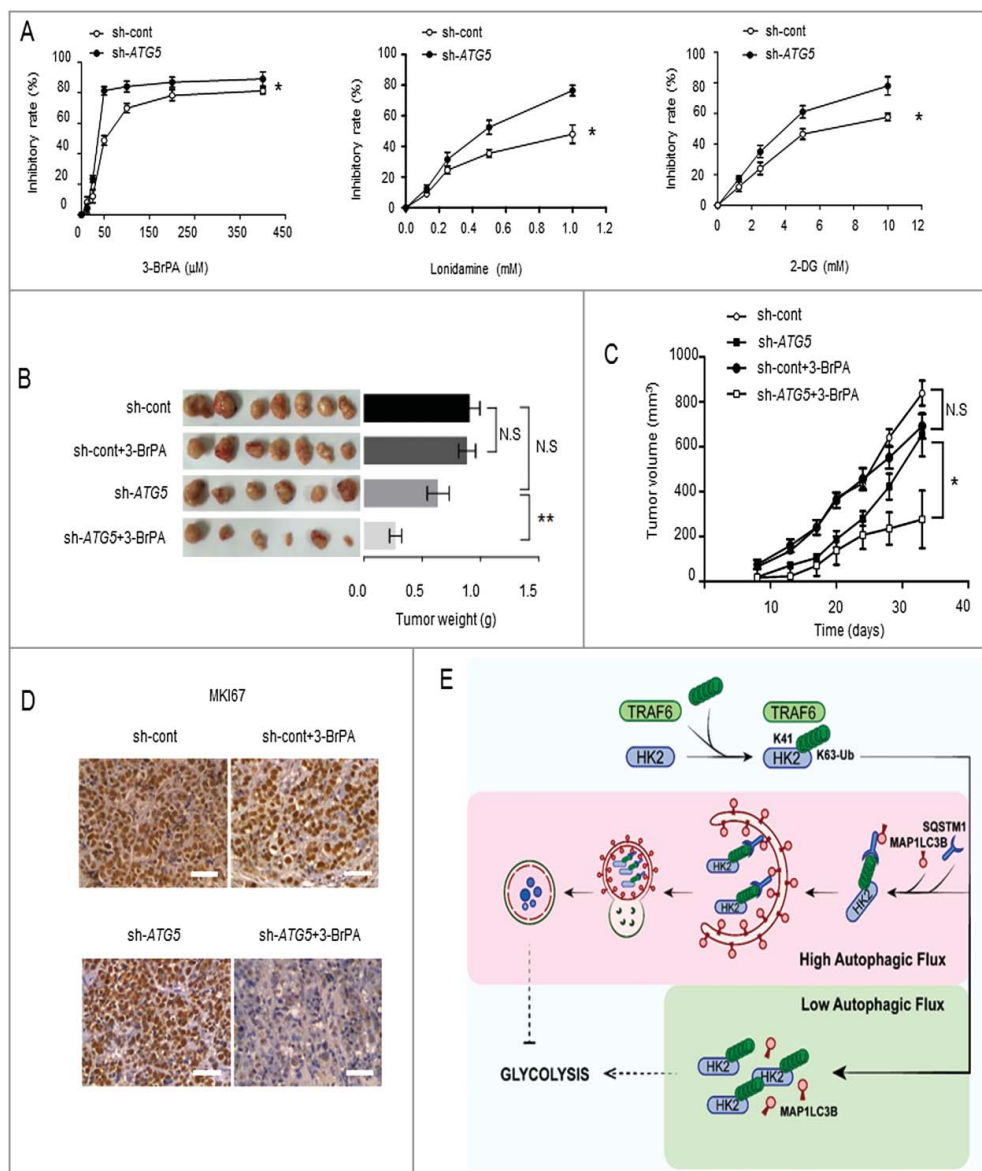 A
sh-cont
sh-ATG5
Inhibitory rate (%)
100
80
60
40
20
0
0 50 150 250 350 450
3-BrPA (μM)
sh-cont
sh-ATG5
Inhibitory rate (%)
100
80
60
40
20
0
0.0 0.2 0.4 0.6 0.8 1.0 1.2
Lonidamine (mM)
sh-cont
sh-ATG5
Inhibitory rate (%)
100
80
60
40
20
0
0 2 4 6 8 10 12
2-DG (mM)
*
*
*
B
sh-cont
sh-cont+3-BrPA
sh-ATG5
sh-ATG5+3-BrPA
N.S
N.S
**
0.0 0.5 1.0 1.5
Tumor weight (g)
C
sh-cont
sh-ATG5
sh-cont+3-BrPA
sh-ATG5+3-BrPA
Tumor volume (mm³)
1000
800
600
400
200
0
10 20 30 40
Time (days)
N.S
*
D
MKI67
sh-cont
sh-cont+3-BrPA
sh-ATG5
sh-ATG5+3-BrPA
E
TRAF6
HK2
TRAF6
K41
HK2
K63-Ub
SQSTM1
MAP1LC3B
HK2
HK2
HK2
High Autophagic Flux
Low Autophagic Flux
HK2
HK2
HK2
MAP1LC3B
GLYCOLYSIS